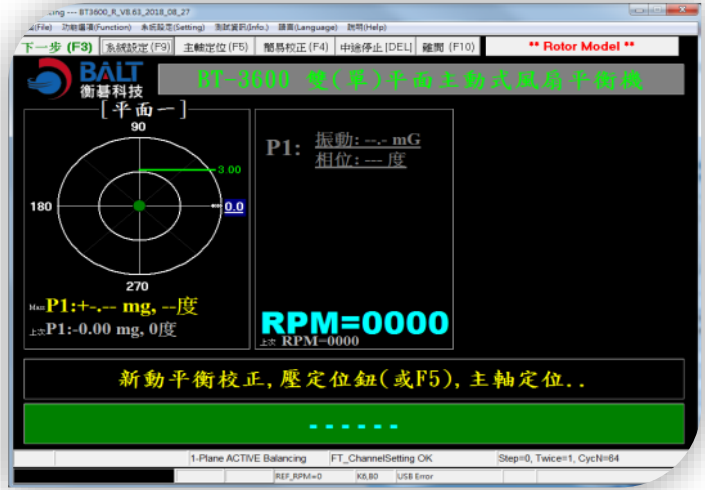 ing --- BT3600_R_V8.63_2018_08_27
(File) 功能選項(Function) 系統設定(Setting) 測試資訊(Info.) 語言(Language) 說明(Help)
下一步 (F3) 系統設定(F9) 主軸定位(F5) 簡易校正(F4) 中途停止[DEL] 離開 (F10) ** Rotor Model **
BALT
衡碁科技
BT-3600 雙(單)平面主動式風扇平衡機
[平面一]
90
3.00
180
0.0
270
P1:+-.-- mg, --度
上次P1:-0.00 mg, 0度
P1: 振動: --.- mG
相位: --- 度
RPM=0000
上次 RPM=0000
新動平衡校正,壓定位鈕(或F5),主軸定位..
------
1-Plane ACTIVE Balancing FT_ChannelSetting OK Step=0, Twice=1, CycN=64
REF_RPM=0 K6,B0 USB Error